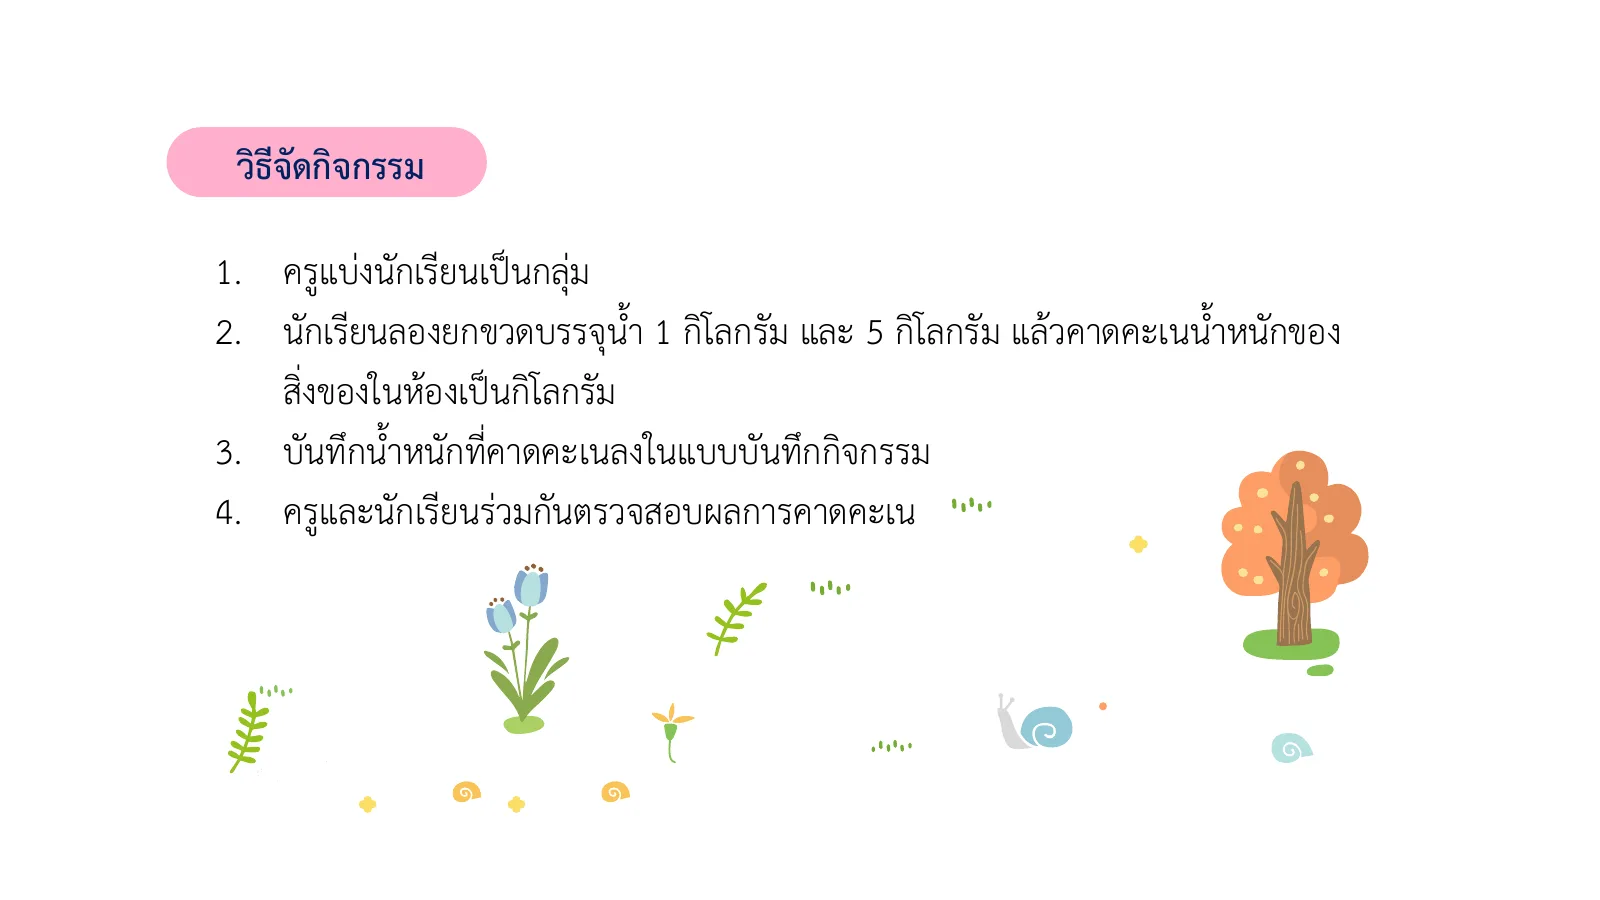 วิธีจัดกิจกรรม
1. ครูแบ่งนักเรียนเป็นกลุ่ม
2. นักเรียนลองยกขวดบรรจุน้ำ 1 กิโลกรัม และ 5 กิโลกรัม แล้วคาดคะเนน้ำหนักของ
สิ่งของในห้องเป็นกิโลกรัม
3. บันทึกน้ำหนักที่คาดคะเนลงในแบบบันทึกกิจกรรม
4. ครูและนักเรียนร่วมกันตรวจสอบผลการคาดคะเน